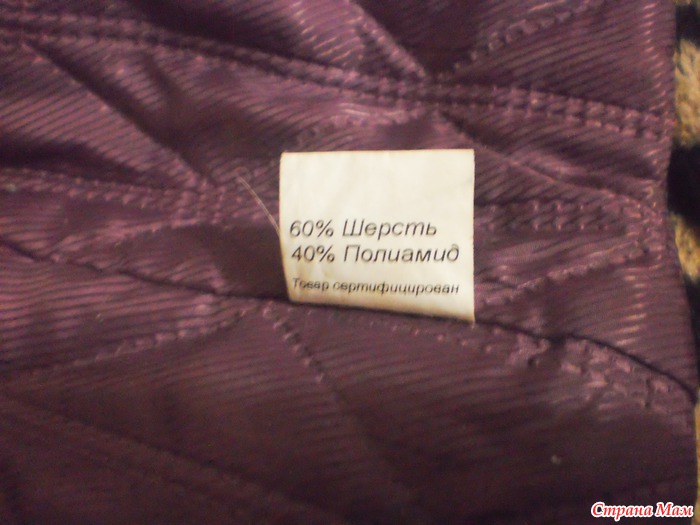 60% Шерсть
40% Полиамид
Товар сертифицирован
Страна Мам